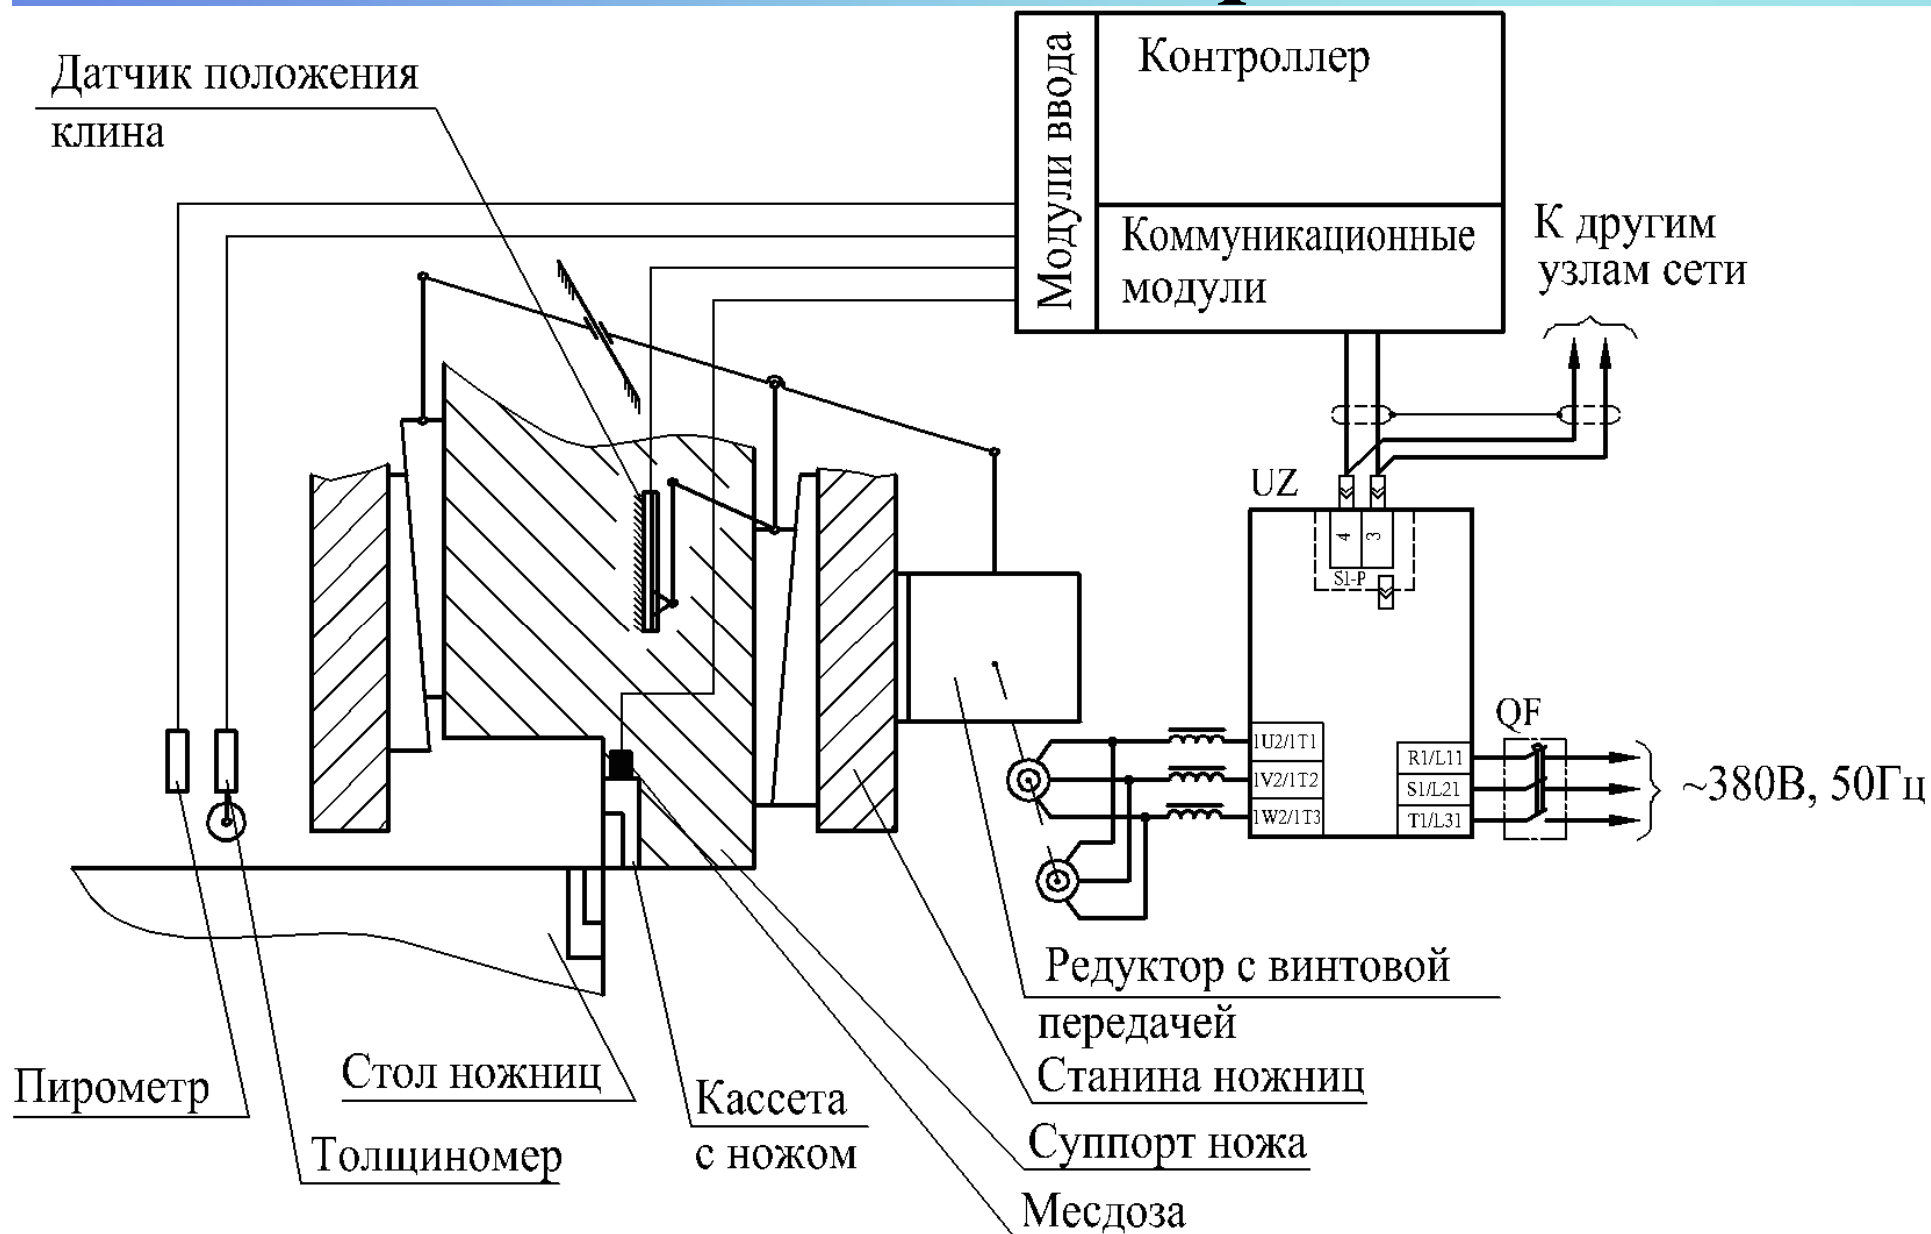 Датчик положения
клина
Модули ввода
Контроллер
Коммуникационные
модули
К другим
узлам сети
UZ
4
3
S1-P
1U2/1T1
1V2/1T2
1W2/1T3
R1/L11
S1/L21
T1/L31
QF
~380В, 50Гц
Редуктор с винтовой
передачей
Станина ножниц
Суппорт ножа
Месдоза
Кассета
с ножом
Стол ножниц
Толщиномер
Пирометр